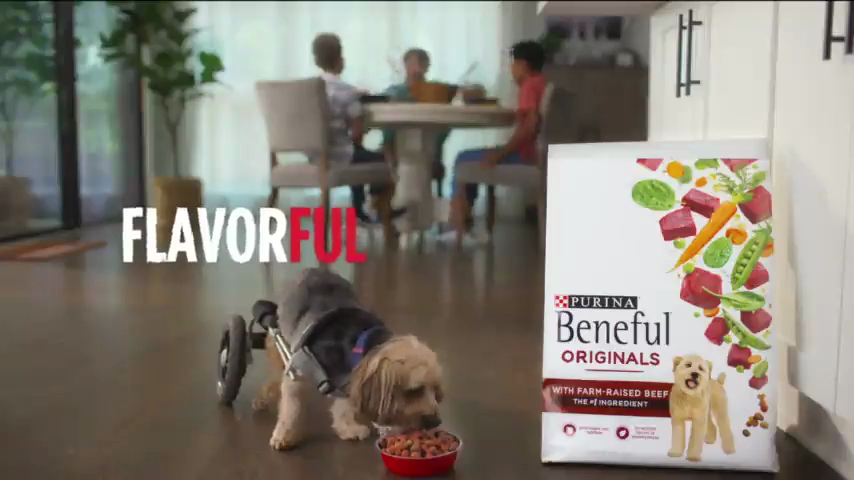 FLAVORFUL
PURINA
Beneful
ORIGINALS
WITH FARM-RAISED BEEF
THE #1 INGREDIENT